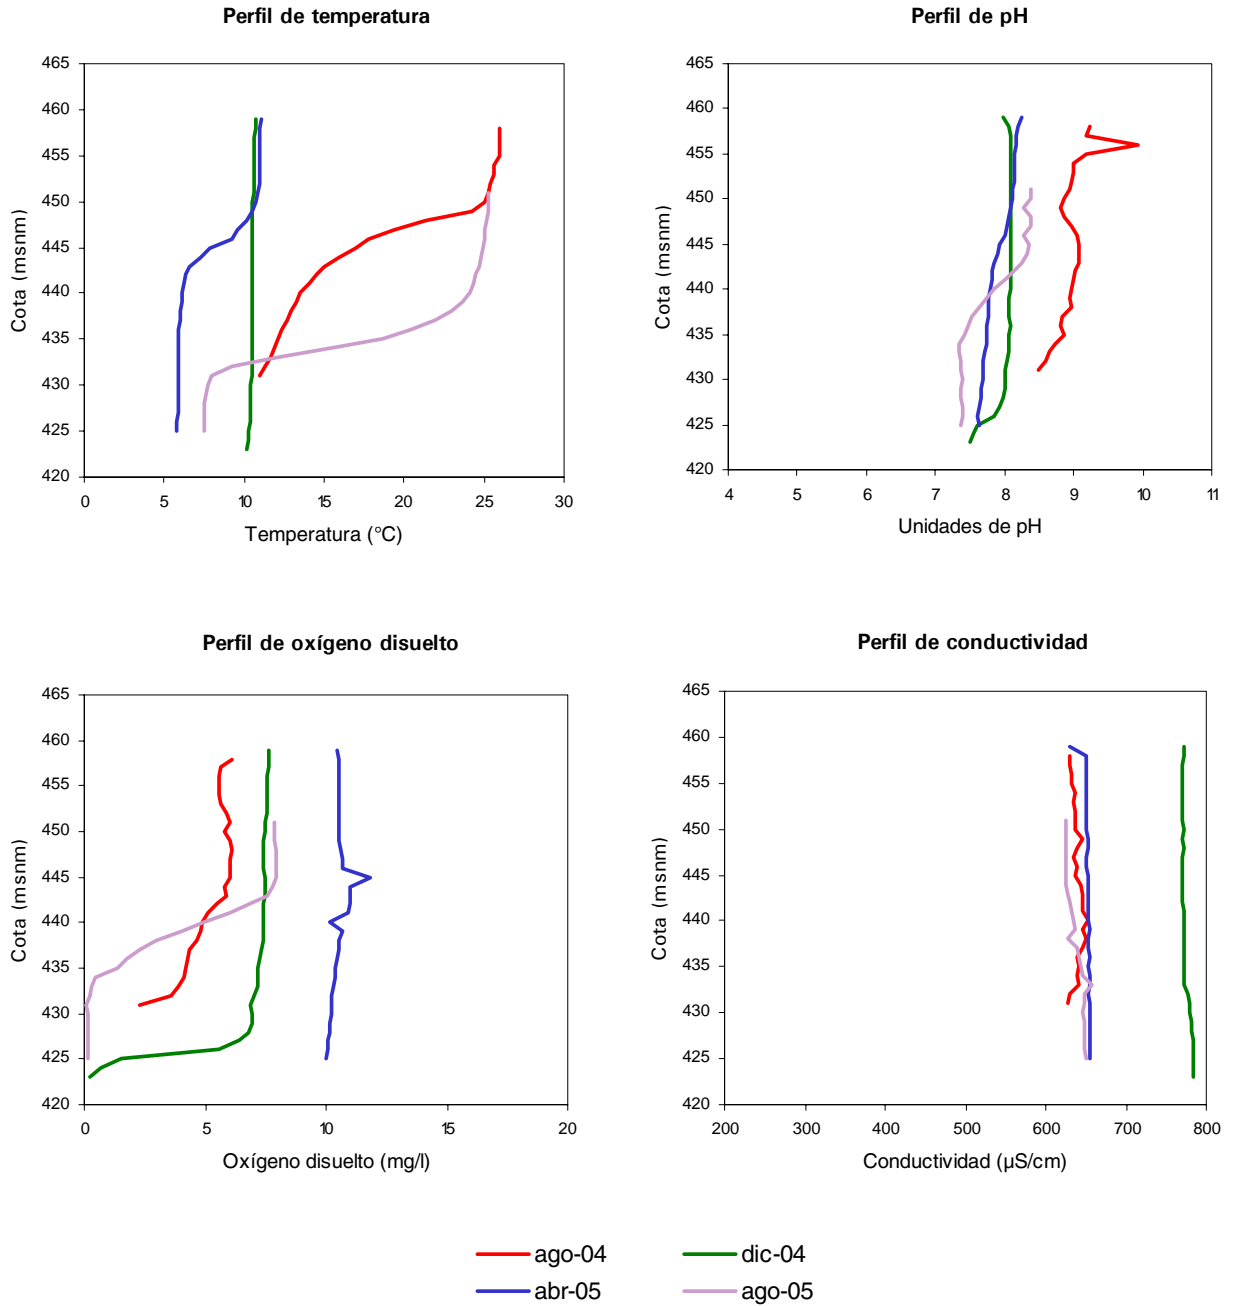 Perfil de temperatura
465
460
455
450
445
440
435
430
425
420
Cota (msnm)
0 5 10 15 20 25 30
Temperatura (°C)
Perfil de pH
465
460
455
450
445
440
435
430
425
420
Cota (msnm)
4 5 6 7 8 9 10 11
Unidades de pH
Perfil de oxígeno disuelto
465
460
455
450
445
440
435
430
425
420
Cota (msnm)
0 5 10 15 20
Oxígeno disuelto (mg/l)
Perfil de conductividad
465
460
455
450
445
440
435
430
425
420
Cota (msnm)
200 300 400 500 600 700 800
Conductividad (µS/cm)
ago-04 dic-04
abr-05 ago-05